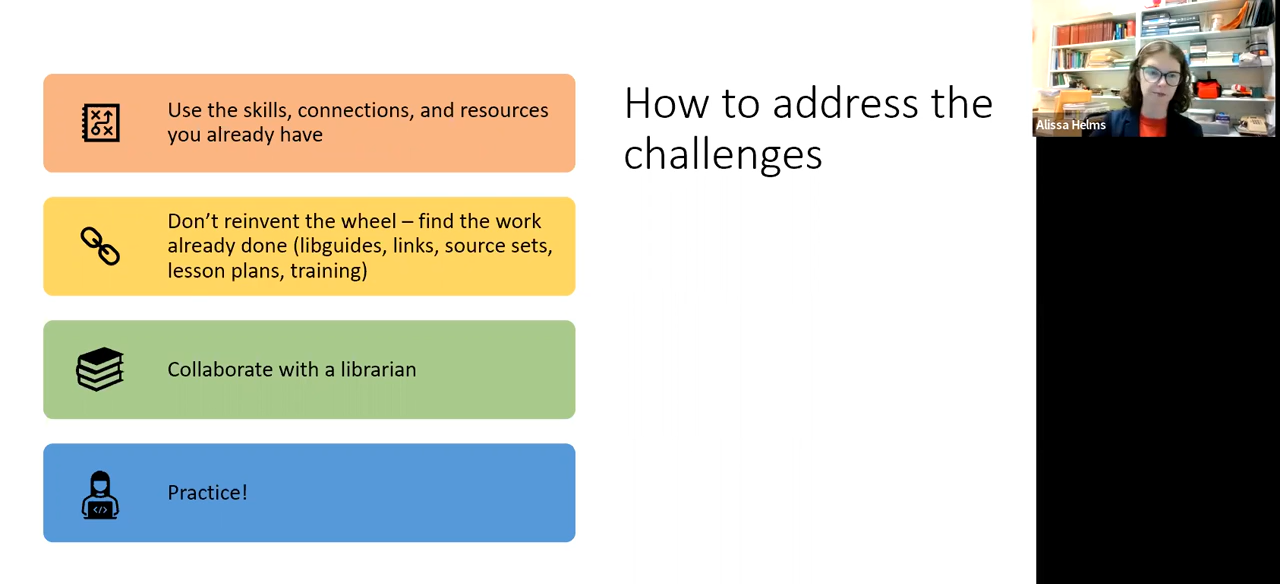 How to address the
challenges
Use the skills, connections, and resources
you already have
Don’t reinvent the wheel – find the work
already done (libguides, links, source sets,
lesson plans, training)
Collaborate with a librarian
Practice!
Alissa Helms